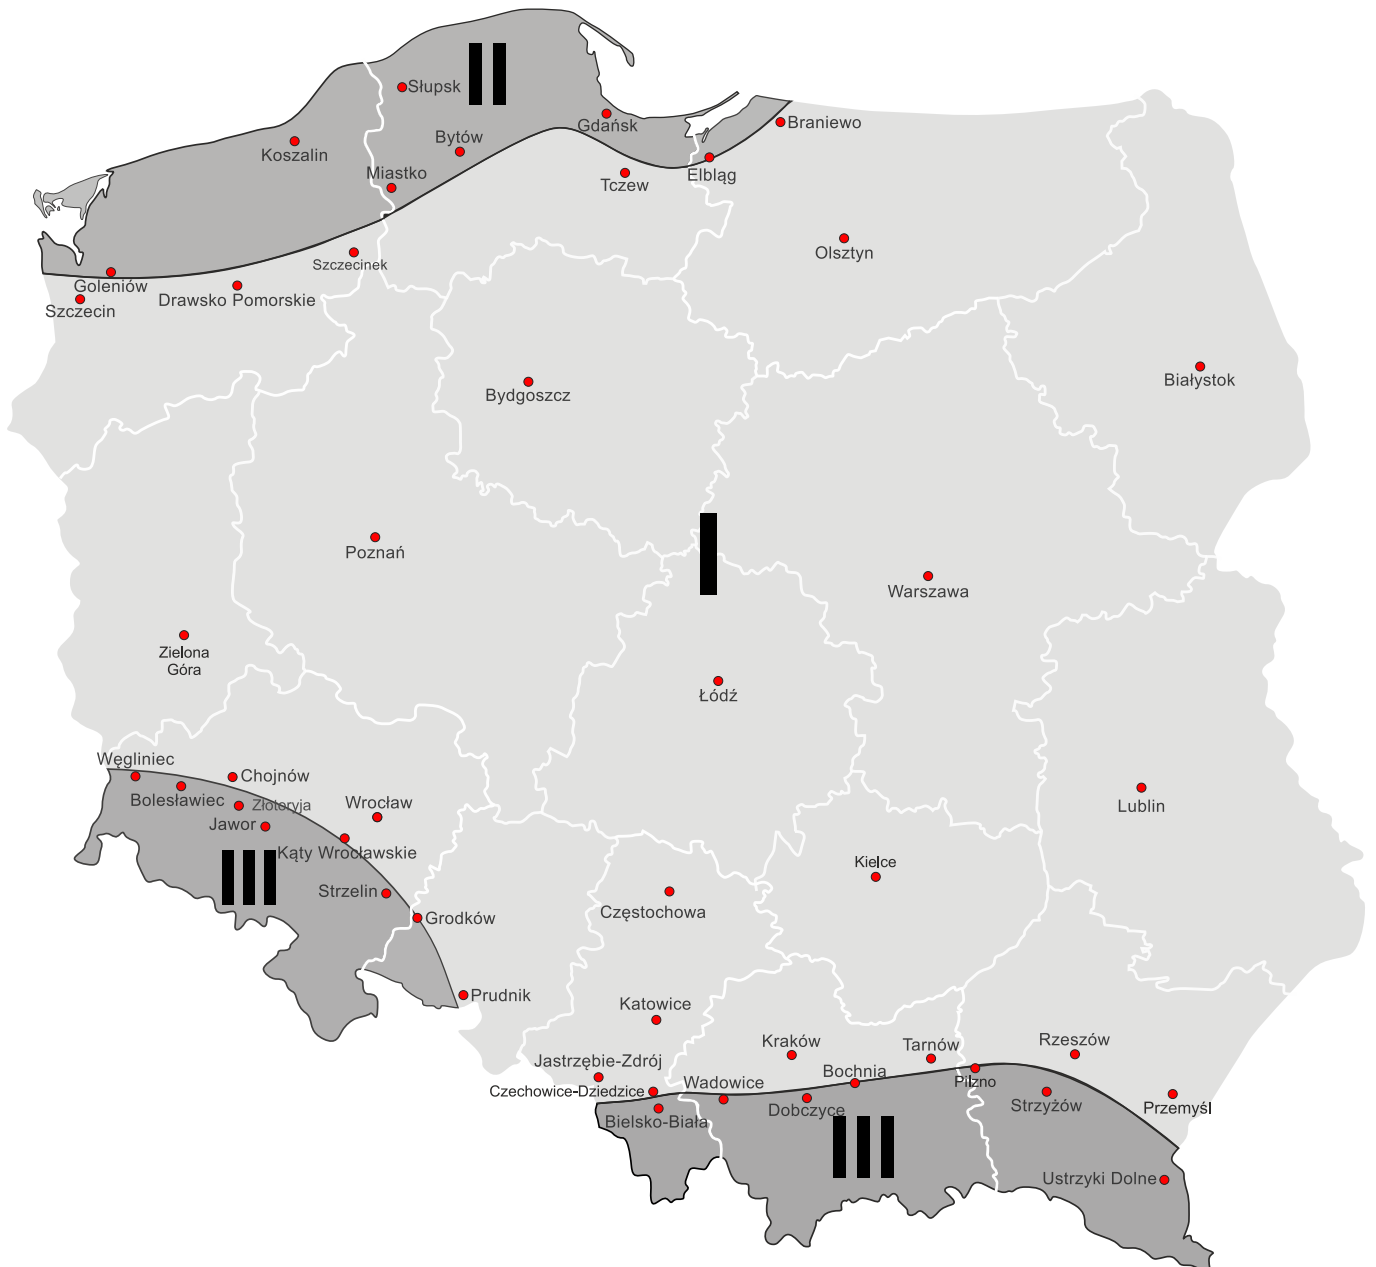 II
Słupsk
Gdańsk
Braniewo
Koszalin
Bytów
Miastko
Tczew
Elbląg
Olsztyn
Szczecinek
Goleniów
Drawsko Pomorskie
Szczecin
Białystok
Bydgoszcz
I
Poznań
Warszawa
Zielona
Góra
Łódź
Węgliniec
Chojnów
Bolesławiec
Złotoryja
Wrocław
Lublin
Jawor
Kąty Wrocławskie
III
Kielce
Strzelin
Częstochowa
Grodków
Prudnik
Katowice
Kraków
Tarnów
Rzeszów
Jastrzębie-Zdrój
Bochnia
Pilzno
Czechowice-Dziedzice
Wadowice
Dobczyce
Strzyżów
Przemyśl
Bielsko-Biała
III
Ustrzyki Dolne